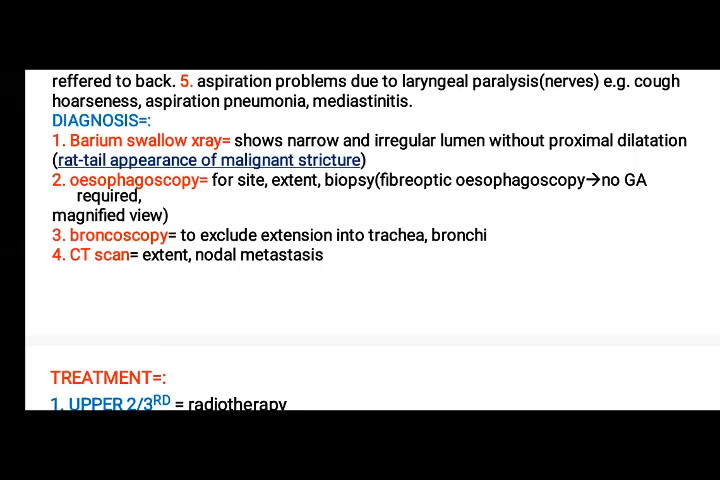 reffered to back. 5. aspiration problems due to laryngeal paralysis(nerves) e.g. cough
hoarseness, aspiration pneumonia, mediastinitis.
DIAGNOSIS=:
1. Barium swallow xray= shows narrow and irregular lumen without proximal dilatation
(rat-tail appearance of malignant stricture)
2. oesophagoscopy= for site, extent, biopsy(fibreoptic oesophagoscopy→no GA
required,
magnified view)
3. broncoscopy= to exclude extension into trachea, bronchi
4. CT scan= extent, nodal metastasis
TREATMENT=:
1. UPPER 2/3RD = radiotherapy